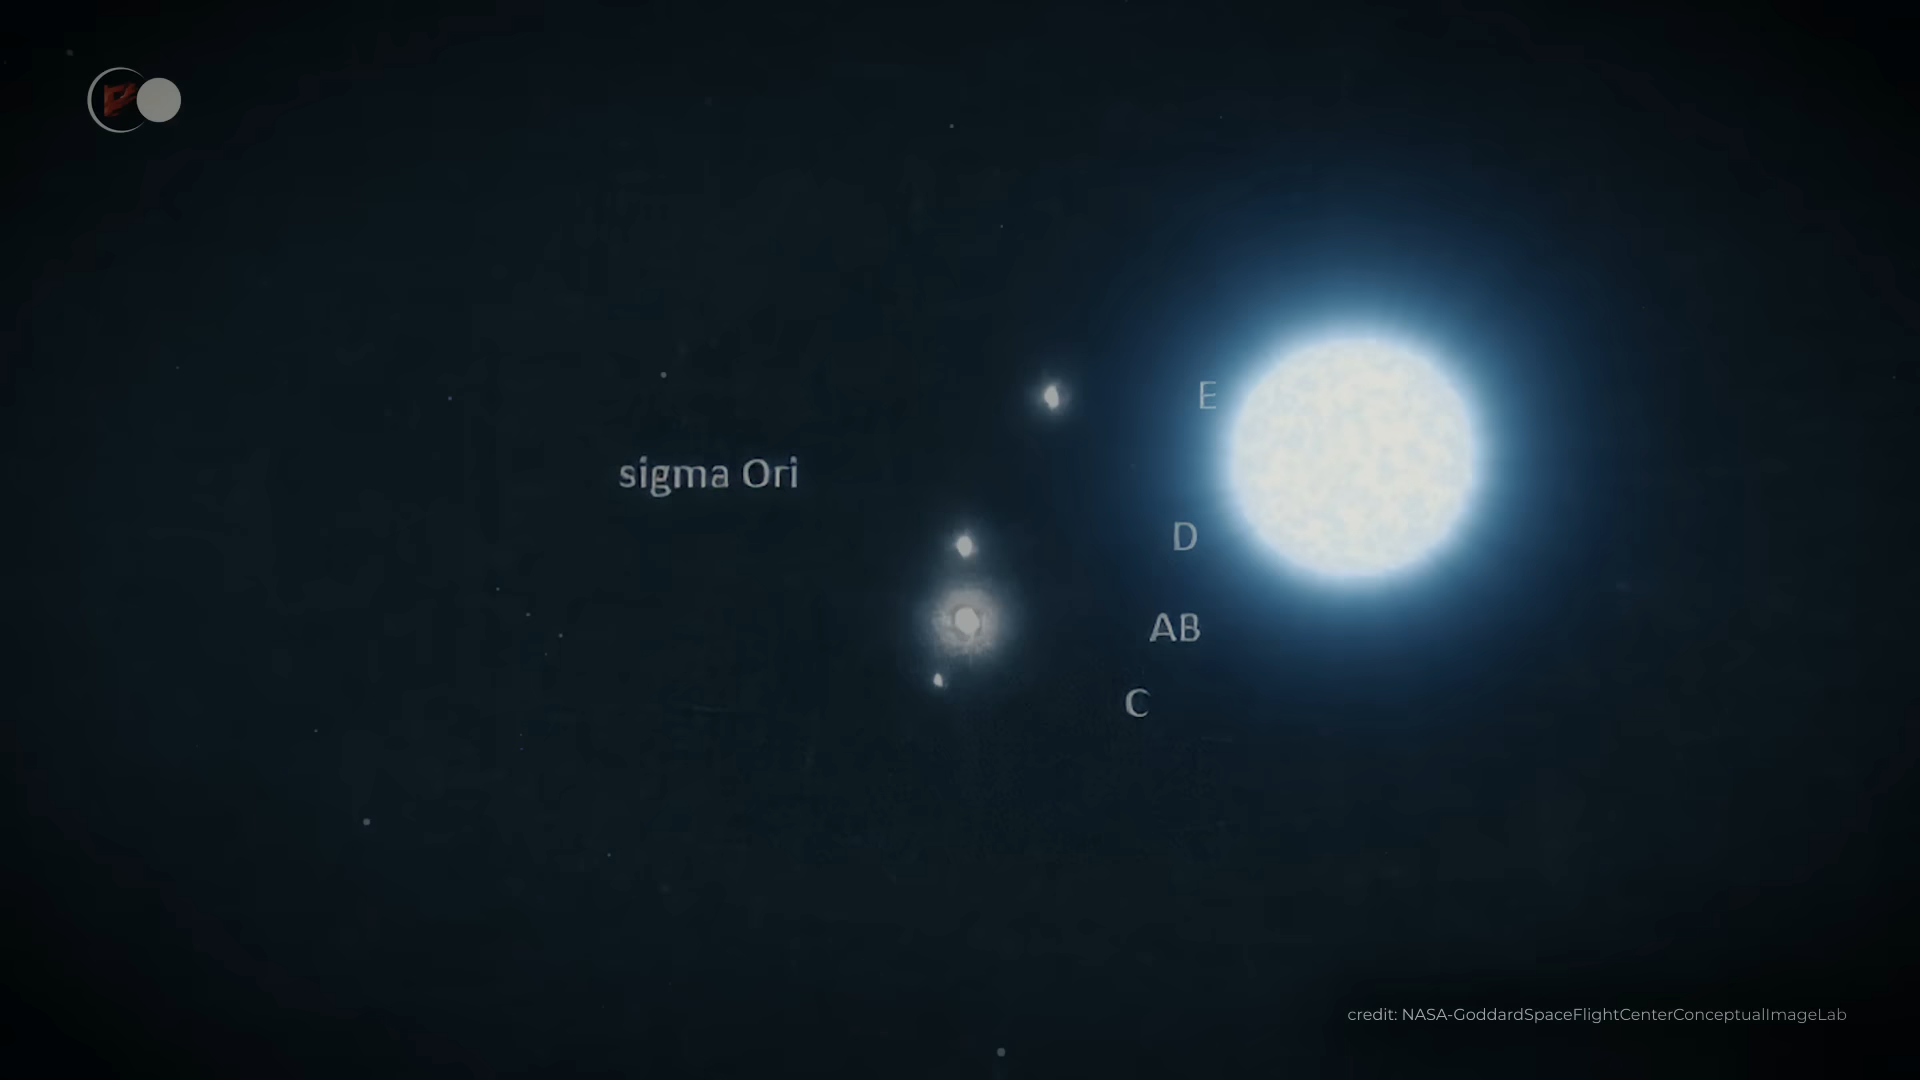 sigma Ori
E
D
AB
C
credit: NASA-GoddardSpaceFlightCenterConceptualImageLab